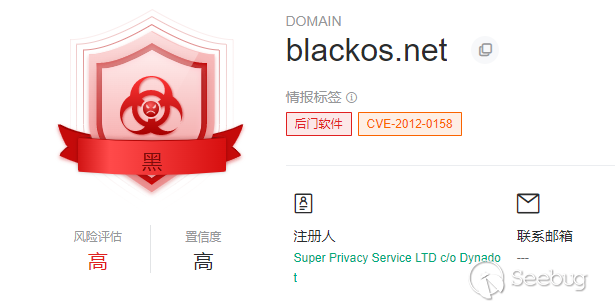 黑
风险评估
高
置信度
高
DOMAIN
blackos.net
情报标签
后门软件
CVE-2012-0158
注册人
Super Privacy Service LTD c/o Dynado
t
联系邮箱
---
Seebug